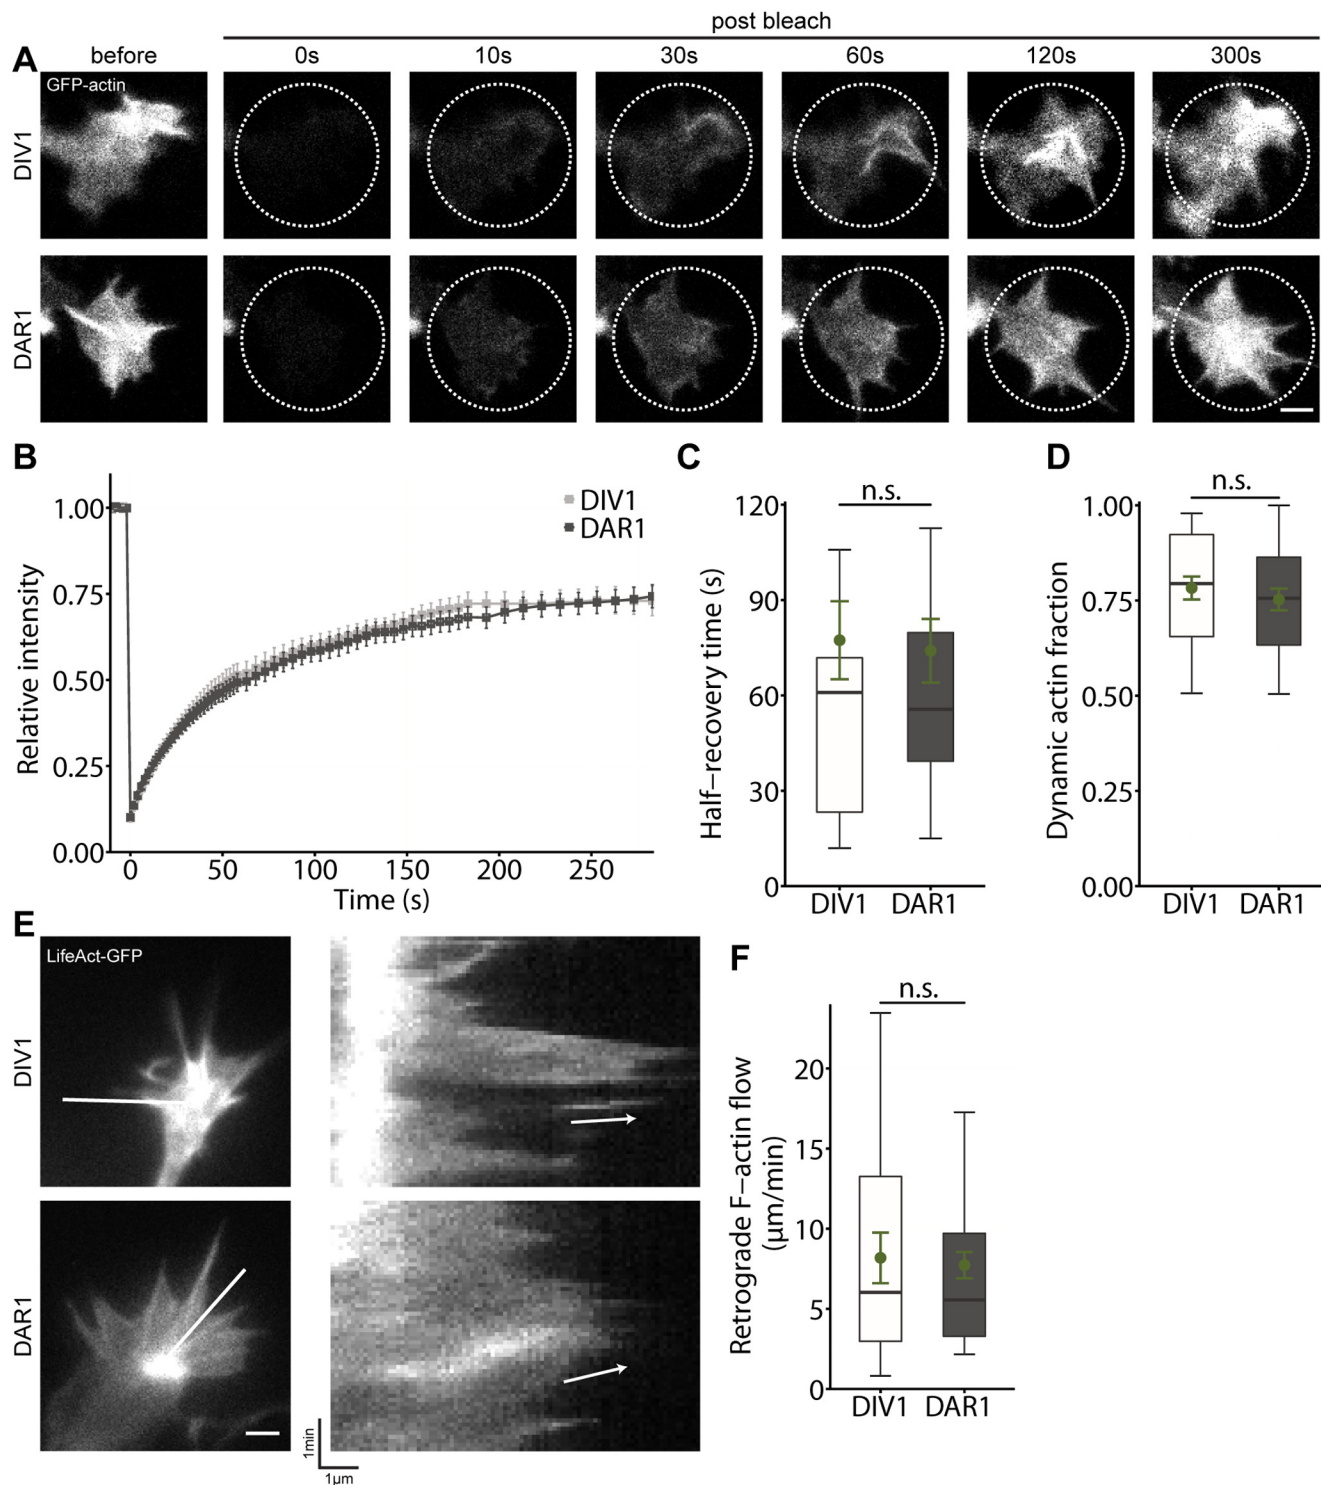 post bleach
A
before 0s 10s 30s 60s 120s 300s
GFP-actin
DIV1
DAR1
B
1.00
0.75
0.50
0.25
0.00
Relative intensity
DIV1
DAR1
0 50 100 150 200 250
Time (s)
C
n.s.
120
90
60
30
0
Half–recovery time (s)
DIV1 DAR1
D
n.s.
1.00
0.75
0.50
0.25
0.00
Dynamic actin fraction
DIV1 DAR1
E
LifeAct-GFP
DIV1
DAR1
1min
1µm
F
n.s.
20
15
10
5
0
Retrograde F–actin flow
(µm/min)
DIV1 DAR1